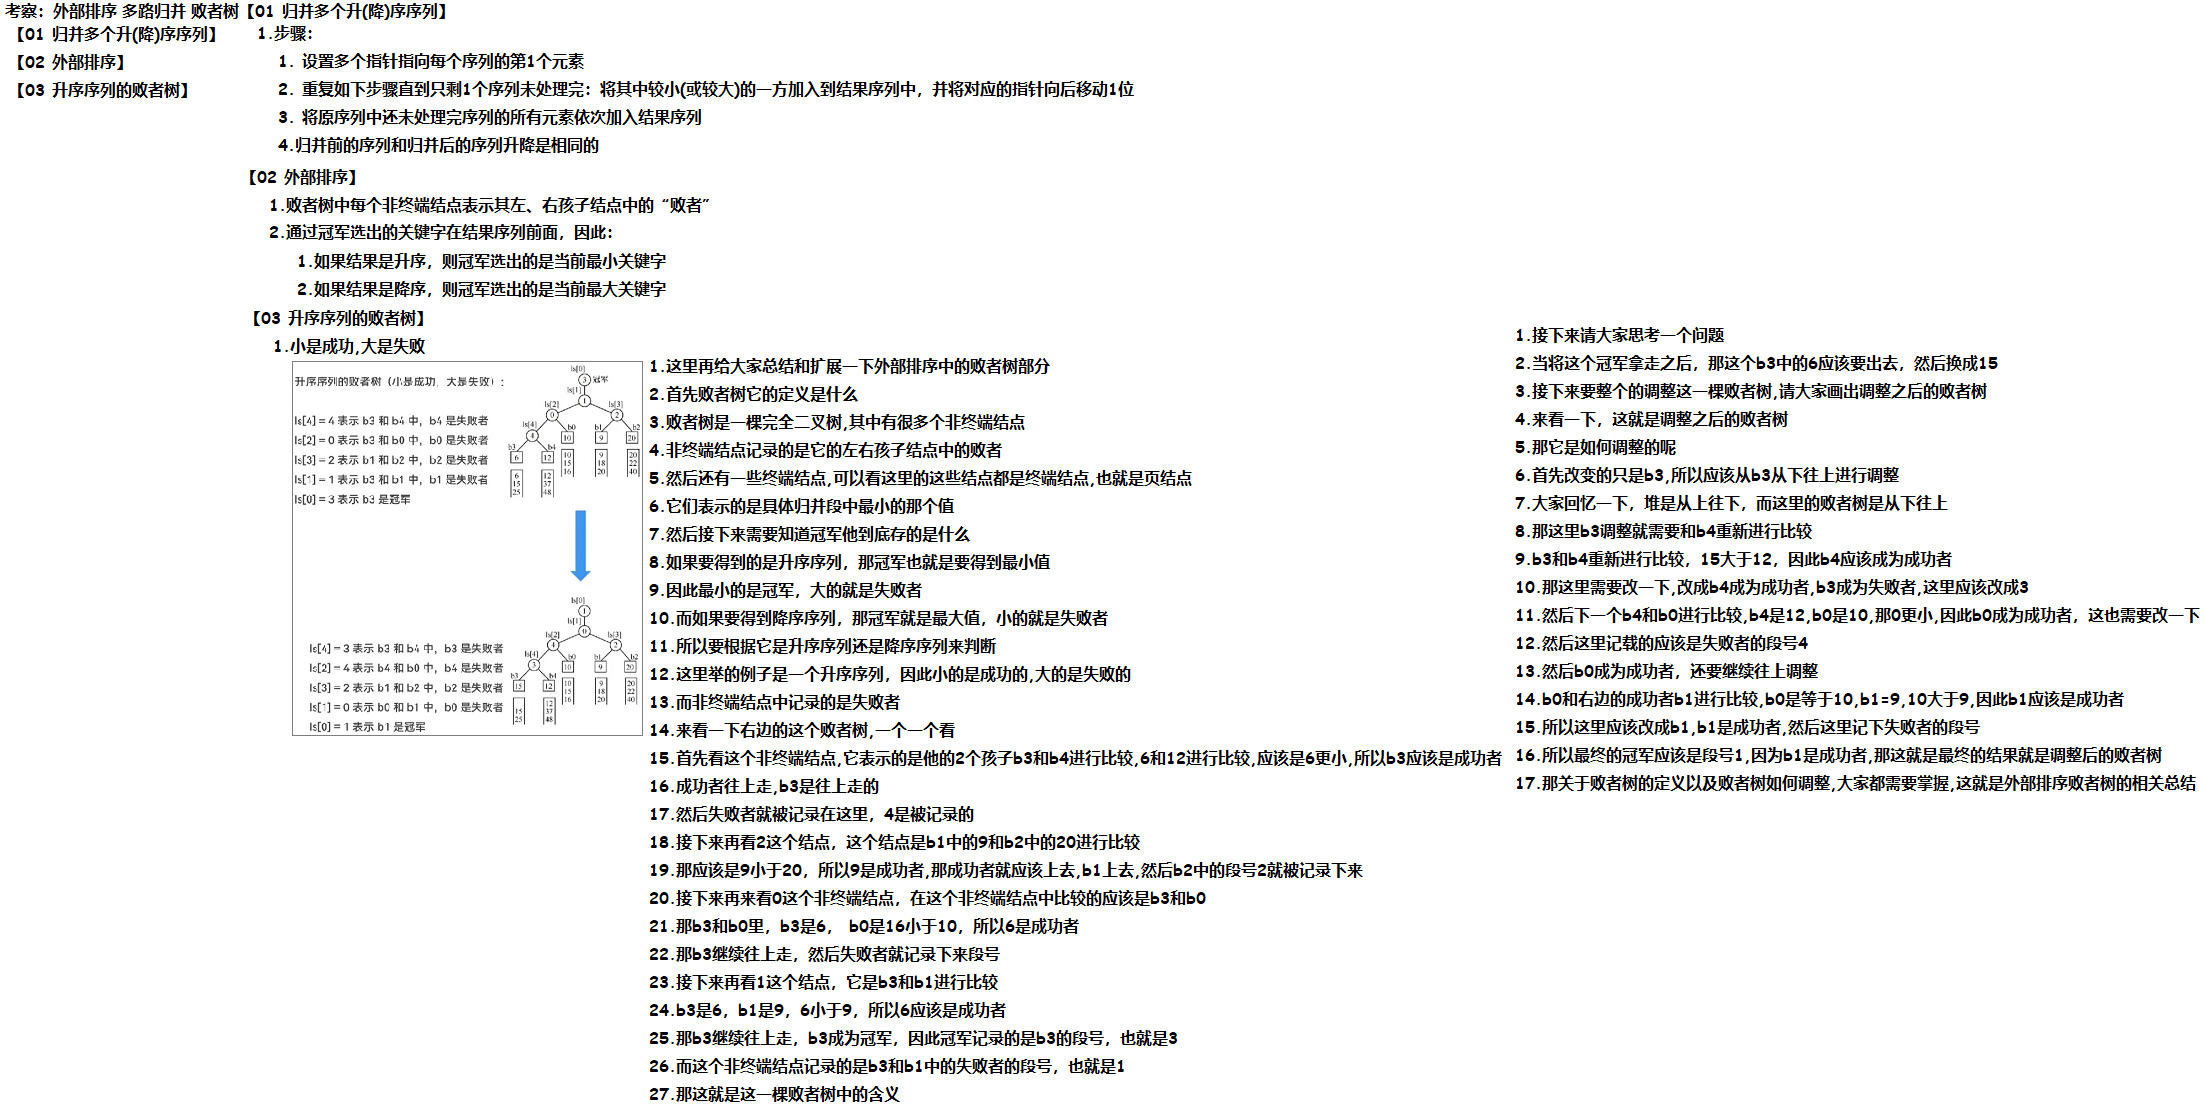 考察：外部排序 多路归并 败者树【01 归并多个升(降)序序列】
【01 归并多个升(降)序序列】
【02 外部排序】
【03 升序序列的败者树】
1.步骤：
1. 设置多个指针指向每个序列的第1个元素
2. 重复如下步骤直到只剩1个序列未处理完：将其中较小(或较大)的一方加入到结果序列中，并将对应的指针向后移动1位
3. 将原序列中还未处理完序列的所有元素依次加入结果序列
4.归并前的序列和归并后的序列升降是相同的
【02 外部排序】
1.败者树中每个非终端结点表示其左、右孩子结点中的“败者”
2.通过冠军选出的关键字在结果序列前面，因此：
1.如果结果是升序，则冠军选出的是当前最小关键字
2.如果结果是降序，则冠军选出的是当前最大关键字
【03 升序序列的败者树】
1.小是成功,大是失败
升序序列的败者树（小是成功，大是失败）：
ls[4] = 4 表示 b3 和 b4 中，b4 是失败者
ls[2] = 0 表示 b3 和 b0 中，b0 是失败者
ls[3] = 2 表示 b1 和 b2 中，b2 是失败者
ls[1] = 1 表示 b3 和 b1 中，b1 是失败者
ls[0] = 3 表示 b3 是冠军
ls[0]
3 冠军
ls[1]
1
ls[2] ls[3]
0 2
ls[4] b0 b1 b2
4 10 9 20
b3 b4
6 12
10 9 20
15 18 22
16 20 40
6 12
15 37
25 48
ls[0]
1
ls[1]
0
ls[2] ls[3]
4 2
ls[4] b0 b1 b2
3 10 9 20
b3 b4
15 12
10 9 20
15 18 22
16 20 40
12
15 37
25 48
ls[4] = 3 表示 b3 和 b4 中，b3 是失败者
ls[2] = 4 表示 b4 和 b0 中，b4 是失败者
ls[3] = 2 表示 b1 和 b2 中，b2 是失败者
ls[1] = 0 表示 b0 和 b1 中，b0 是失败者
ls[0] = 1 表示 b1 是冠军
1.这里再给大家总结和扩展一下外部排序中的败者树部分
2.首先败者树它的定义是什么
3.败者树是一棵完全二叉树,其中有很多个非终端结点
4.非终端结点记录的是它的左右孩子结点中的败者
5.然后还有一些终端结点,可以看这里的这些结点都是终端结点,也就是页结点
6.它们表示的是具体归并段中最小的那个值
7.然后接下来需要知道冠军他到底存的是什么
8.如果要得到的是升序序列，那冠军也就是要得到最小值
9.因此最小的是冠军，大的就是失败者
10.而如果要得到降序序列，那冠军就是最大值，小的就是失败者
11.所以要根据它是升序序列还是降序序列来判断
12.这里举的例子是一个升序序列，因此小的是成功的,大的是失败的
13.而非终端结点中记录的是失败者
14.来看一下右边的这个败者树,一个一个看
15.首先看这个非终端结点,它表示的是他的2个孩子b3和b4进行比较,6和12进行比较,应该是6更小,所以b3应该是成功者
16.成功者往上走,b3是往上走的
17.然后失败者就被记录在这里，4是被记录的
18.接下来再看2这个结点，这个结点是b1中的9和b2中的20进行比较
19.那应该是9小于20，所以9是成功者,那成功者就应该上去,b1上去,然后b2中的段号2就被记录下来
20.接下来再来看0这个非终端结点，在这个非终端结点中比较的应该是b3和b0
21.那b3和b0里，b3是6， b0是16小于10，所以6是成功者
22.那b3继续往上走，然后失败者就记录下来段号
23.接下来再看1这个结点，它是b3和b1进行比较
24.b3是6，b1是9，6小于9，所以6应该是成功者
25.那b3继续往上走，b3成为冠军，因此冠军记录的是b3的段号，也就是3
26.而这个非终端结点记录的是b3和b1中的失败者的段号，也就是1
27.那这就是这一棵败者树中的含义
1.接下来请大家思考一个问题
2.当将这个冠军拿走之后，那这个b3中的6应该要出去，然后换成15
3.接下来要整个的调整这一棵败者树,请大家画出调整之后的败者树
4.来看一下，这就是调整之后的败者树
5.那它是如何调整的呢
6.首先改变的只是b3,所以应该从b3从下往上进行调整
7.大家回忆一下，堆是从上往下，而这里的败者树是从下往上
8.那这里b3调整就需要和b4重新进行比较
9.b3和b4重新进行比较，15大于12，因此b4应该成为成功者
10.那这里需要改一下,改成b4成为成功者,b3成为失败者,这里应该改成3
11.然后下一个b4和b0进行比较,b4是12,b0是10,那0更小,因此b0成为成功者，这也需要改一下
12.然后这里记载的应该是失败者的段号4
13.然后b0成为成功者，还要继续往上调整
14.b0和右边的成功者b1进行比较,b0是等于10,b1=9,10大于9,因此b1应该是成功者
15.所以这里应该改成b1,b1是成功者,然后这里记下失败者的段号
16.所以最终的冠军应该是段号1,因为b1是成功者,那这就是最终的结果就是调整后的败者树
17.那关于败者树的定义以及败者树如何调整,大家都需要掌握,这就是外部排序败者树的相关总结